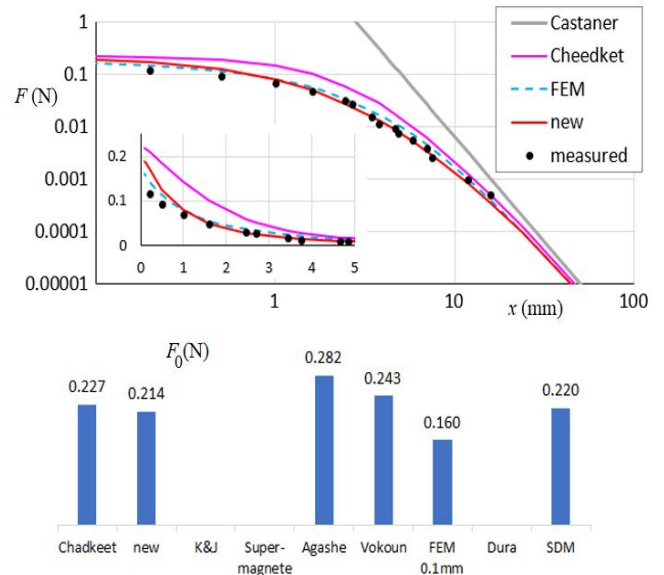 1
0.1
0.01
0.001
0.0001
0.00001
F (N)
Castaner
Cheedket
FEM
new
measured
0.2
0.1
0
0 1 2 3 4 5
1 10 100
x (mm)
F0(N)
0.227 0.214 0.282 0.243 0.160 0.220
Chadkeet new K&J Super- Agashe Vokoun FEM Dura SDM
magnete 0.1mm